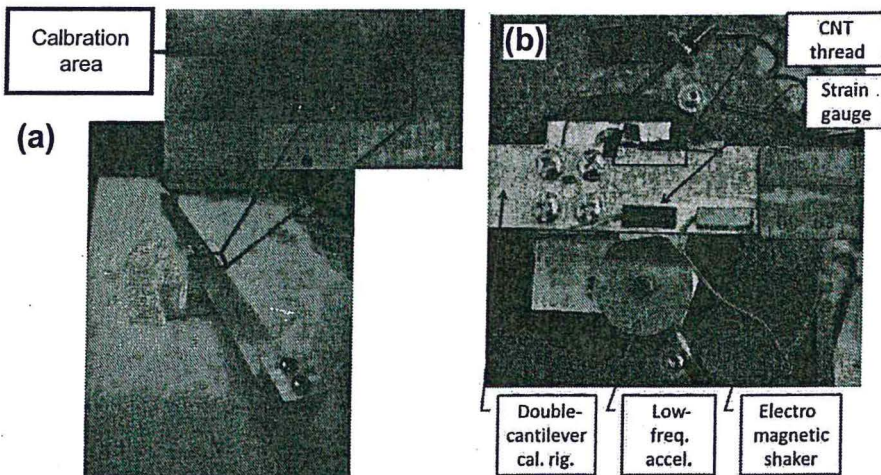 Calbration
area
(a)
(b)
CNT
thread
Strain
gauge
Double-
cantilever
cal. rig.
Low-
freq.
accel.
Electro
magnetic
shaker